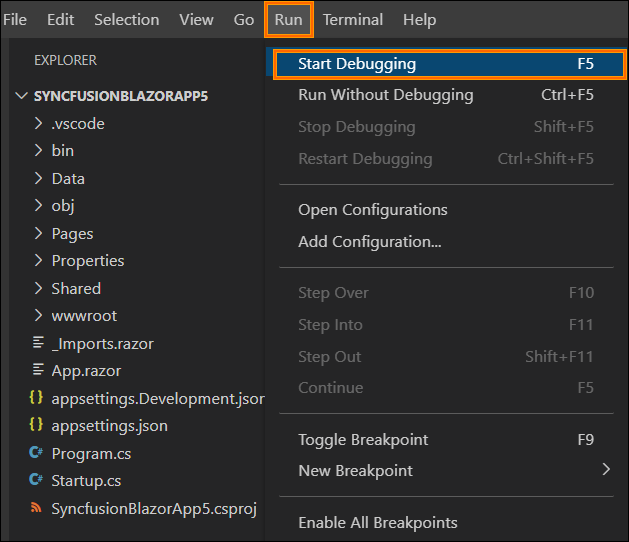 File Edit Selection View Go Run Terminal Help
EXPLORER
SYNCFUSIONBLAZORAPP5
.vscode
bin
Data
obj
Pages
Properties
Shared
wwwroot
_Imports.razor
App.razor
appsettings.Development.json
appsettings.json
Program.cs
Startup.cs
SyncfusionBlazorApp5.csproj
Start Debugging F5
Run Without Debugging Ctrl+F5
Stop Debugging Shift+F5
Restart Debugging Ctrl+Shift+F5
Open Configurations
Add Configuration...
Step Over F10
Step Into F11
Step Out Shift+F11
Continue F5
Toggle Breakpoint F9
New Breakpoint
Enable All Breakpoints